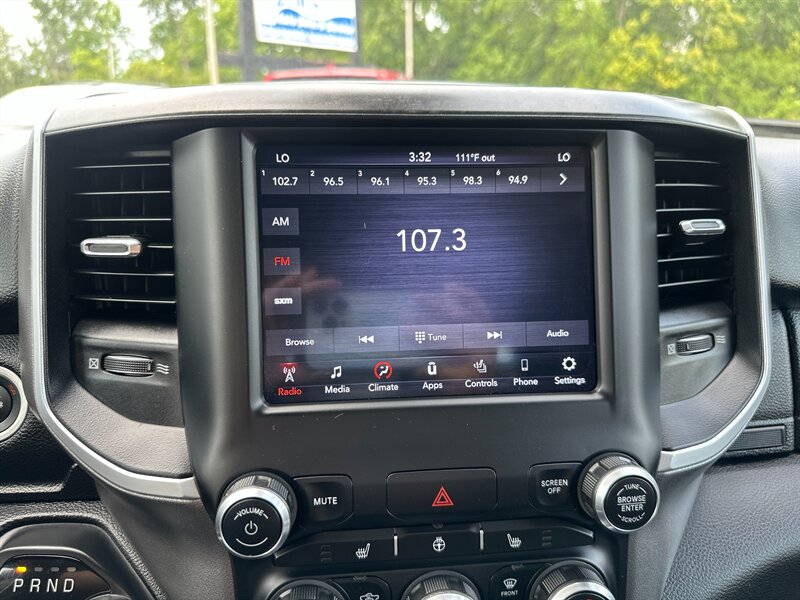 LO 3:32 111°F out LO
1 102.7 2 96.5 3 96.1 4 95.3 5 98.3 6 94.9
AM
107.3
FM
sxm
Browse Tune Audio
Radio Media Climate Apps Controls Phone Settings
VOLUME
MUTE
SCREEN
OFF
TUNE
BROWSE
ENTER
SCROLL
PRND
FRONT